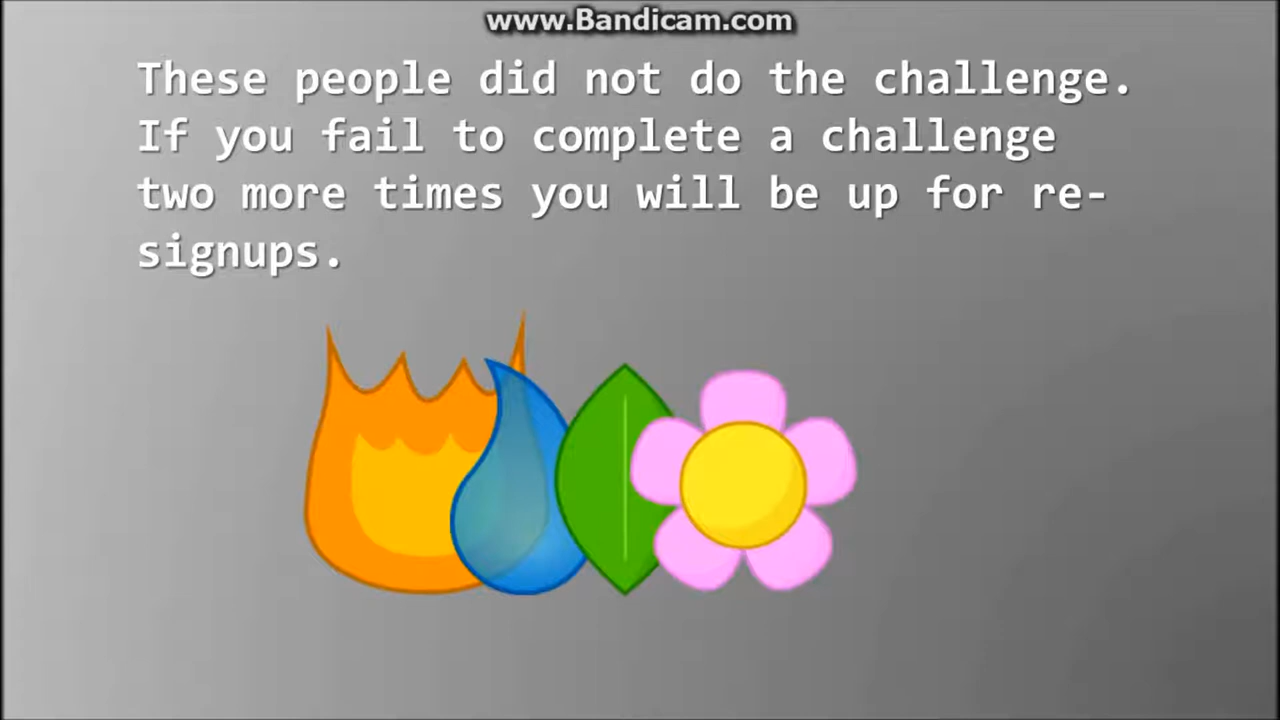 www.Bandicam.com
These people did not do the challenge.
If you fail to complete a challenge
two more times you will be up for re-
signups.